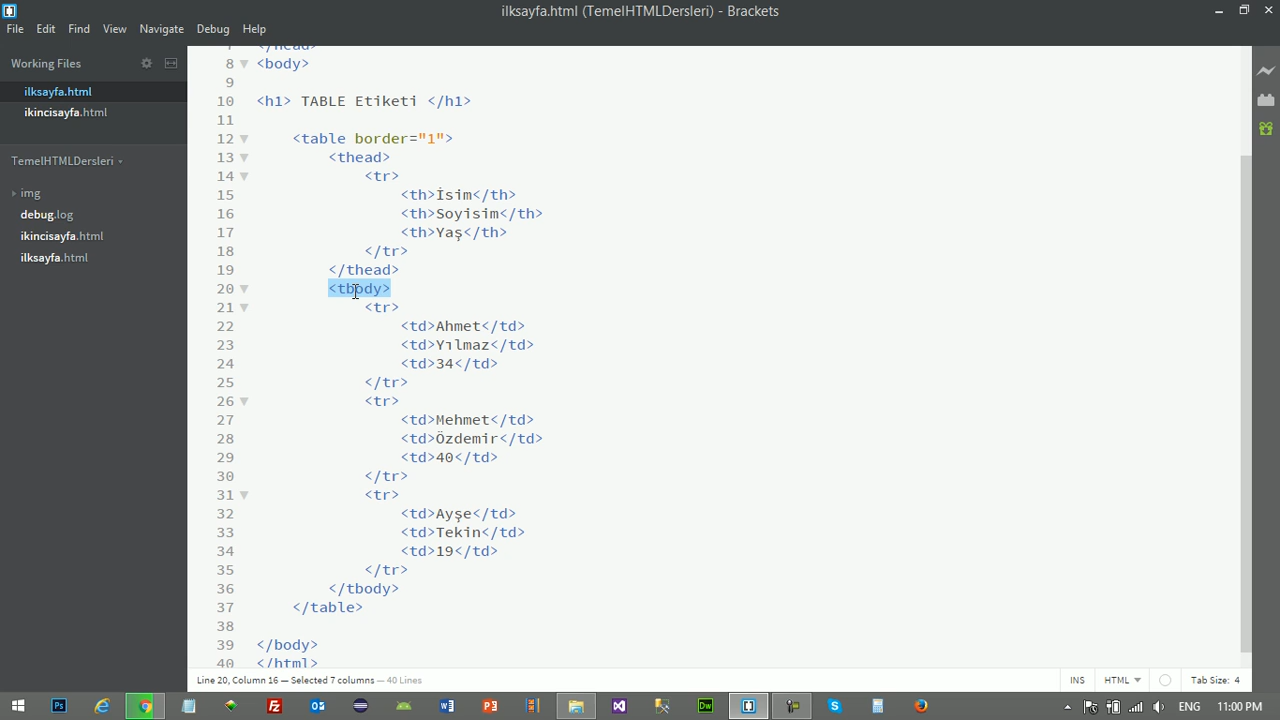 ilksayfa.html (TemelHTMLDersleri) - Brackets
File Edit Find View Navigate Debug Help
Working Files
ilksayfa.html
ikincisayfa.html
TemelHTMLDersleri
img
debug.log
ikincisayfa.html
ilksayfa.html
7 </head>
8 <body>
9
10 <h1> TABLE Etiketi </h1>
11
12 <table border="1">
13 <thead>
14 <tr>
15 <th>İsim</th>
16 <th>Soyisim</th>
17 <th>Yaş</th>
18 </tr>
19 </thead>
20 <tbody>
21 <tr>
22 <td>Ahmet</td>
23 <td>Yılmaz</td>
24 <td>34</td>
25 </tr>
26 <tr>
27 <td>Mehmet</td>
28 <td>Özdemir</td>
29 <td>40</td>
30 </tr>
31 <tr>
32 <td>Ayşe</td>
33 <td>Tekin</td>
34 <td>19</td>
35 </tr>
36 </tbody>
37 </table>
38
39 </body>
40 </html>
Line 20, Column 16 — Selected 7 columns — 40 Lines
INS HTML Tab Size: 4
ENG 11:00 PM